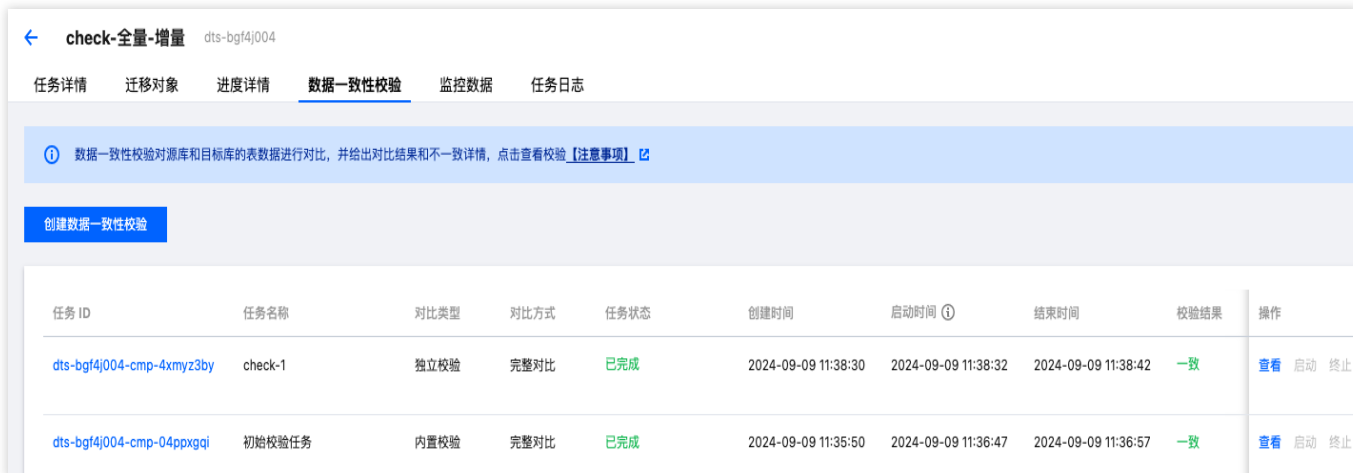 check-全量-增量 dts-bgf4j004
任务详情 迁移对象 进度详情 数据一致性校验 监控数据 任务日志
数据一致性校验对源库和目标库的表数据进行对比，并给出对比结果和不一致详情，点击查看校验【注意事项】
创建数据一致性校验
任务 ID 任务名称 对比类型 对比方式 任务状态 创建时间 启动时间 结束时间 校验结果 操作
dts-bgf4j004-cmp-4xmyz3by check-1 独立校验 完整对比 已完成 2024-09-09 11:38:30 2024-09-09 11:38:32 2024-09-09 11:38:42 一致 查看 启动 终止
dts-bgf4j004-cmp-04ppxgqi 初始校验任务 内置校验 完整对比 已完成 2024-09-09 11:35:50 2024-09-09 11:36:47 2024-09-09 11:36:57 一致 查看 启动 终止